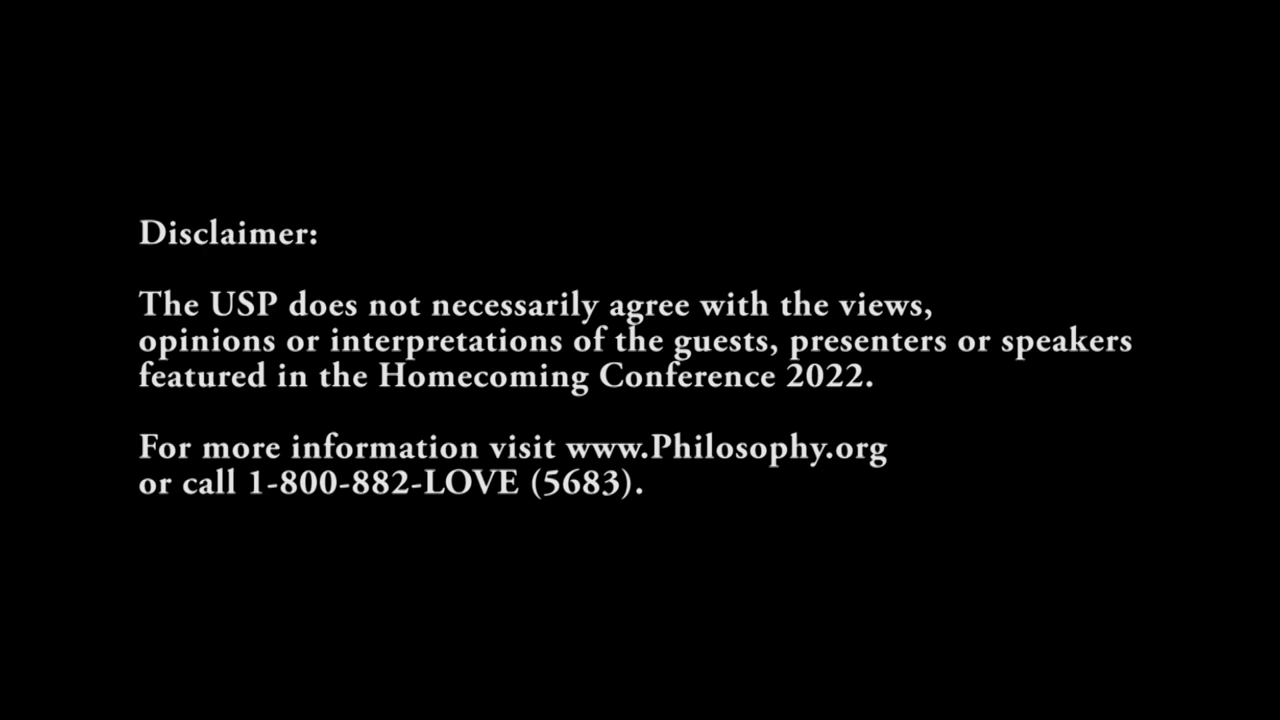 Disclaimer:
The USP does not necessarily agree with the views,
opinions or interpretations of the guests, presenters or speakers
featured in the Homecoming Conference 2022.
For more information visit www.Philosophy.org
or call 1-800-882-LOVE (5683).